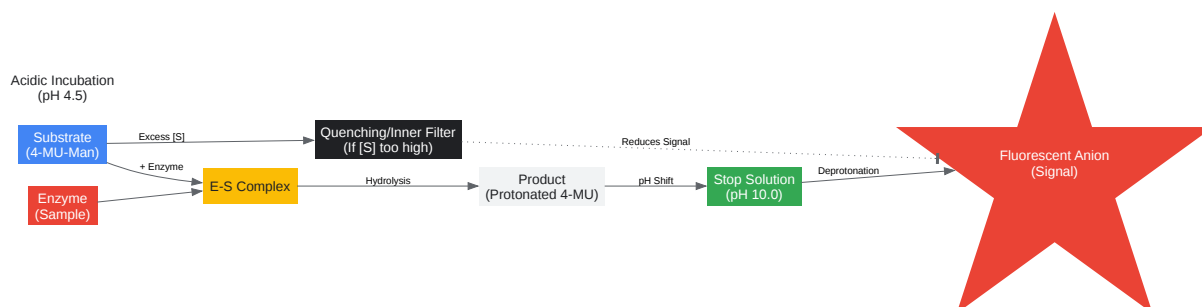 Acidic Incubation
(pH 4.5)
Substrate
(4-MU-Man)
Enzyme
(Sample)
Excess [S]
+ Enzyme
E-S Complex
Quenching/Inner Filter
(If [S] too high)
Hydrolysis
Product
(Protonated 4-MU)
Reduces Signal
pH Shift
Stop Solution
(pH 10.0)
Deprotonation
Fluorescent Anion
(Signal)